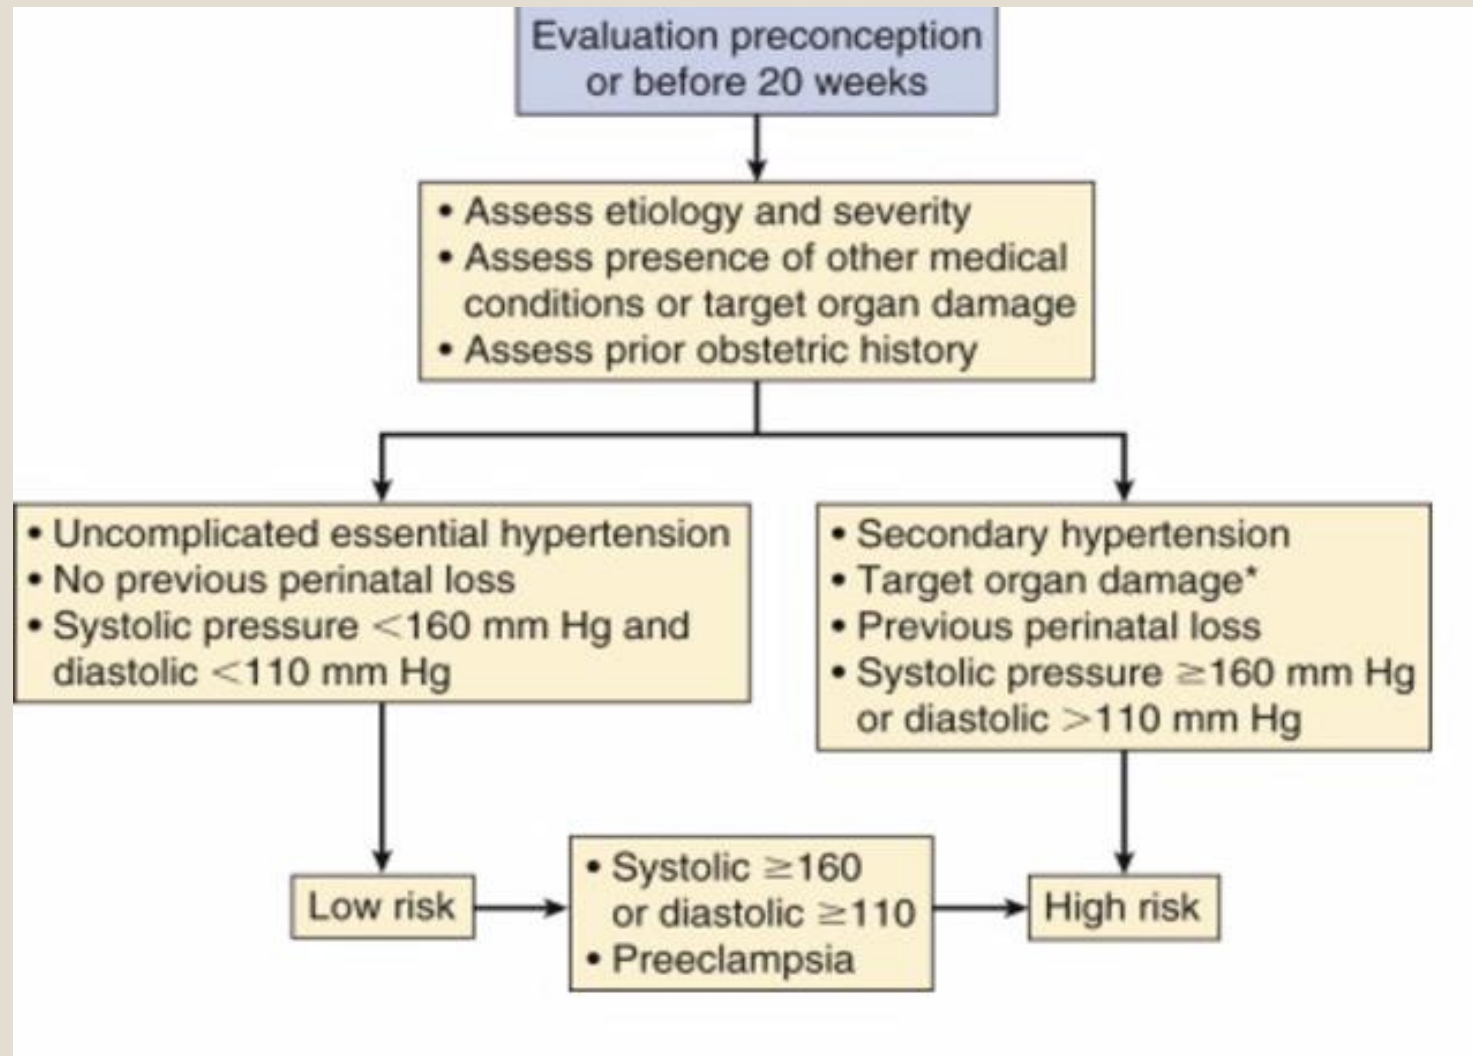 Evaluation preconception
or before 20 weeks
• Assess etiology and severity
• Assess presence of other medical
conditions or target organ damage
• Assess prior obstetric history
• Uncomplicated essential hypertension
• No previous perinatal loss
• Systolic pressure <160 mm Hg and
diastolic <110 mm Hg
• Secondary hypertension
• Target organ damage*
• Previous perinatal loss
• Systolic pressure ≥160 mm Hg
or diastolic >110 mm Hg
Low risk
• Systolic ≥160
or diastolic ≥110
• Preeclampsia
High risk